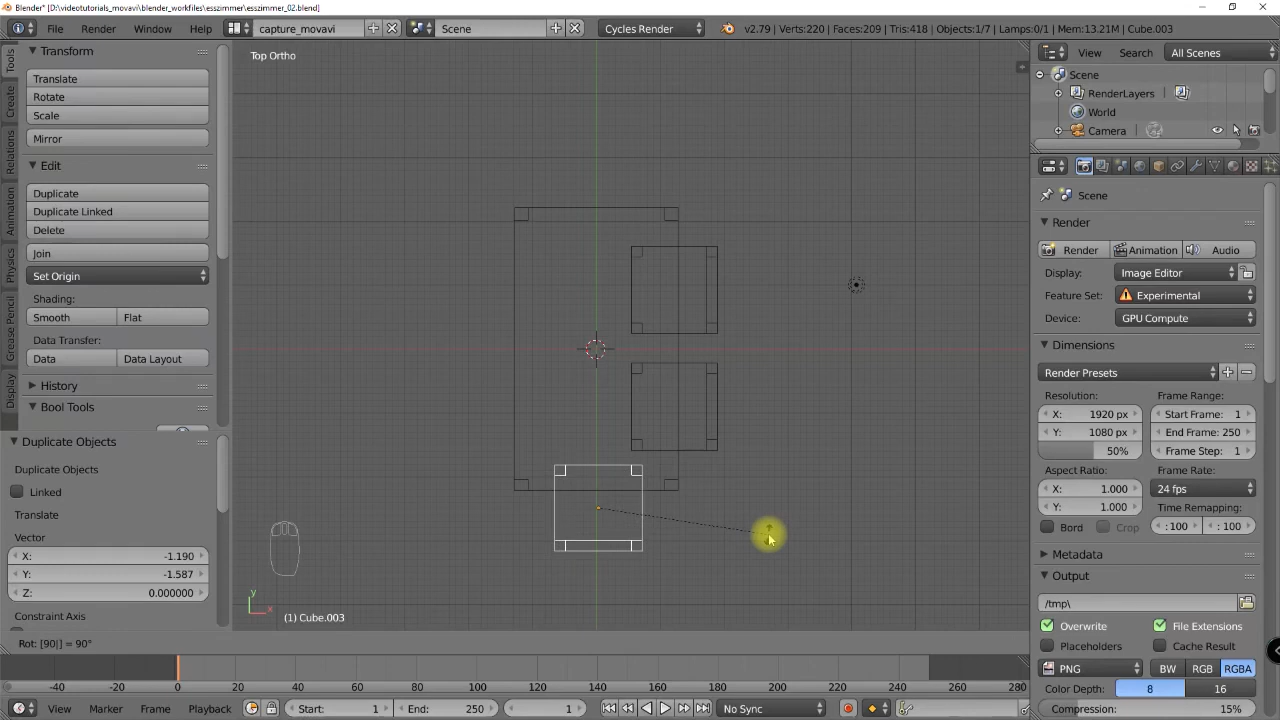 Blender* [D:\videotutorials_movavi\blender_workfiles\esszimmer\esszimmer_02.blend]
File Render Window Help capture_movavi Scene Cycles Render v2.79 | Verts:220 | Faces:209 | Tris:418 | Objects:1/7 | Lamps:0/1 | Mem:13.21M | Cube.003
Tools
Create
Relations
Animation
Physics
Grease Pencil
Display
Transform
Translate
Rotate
Scale
Mirror
Edit
Duplicate
Duplicate Linked
Delete
Join
Set Origin
Shading:
Smooth Flat
Data Transfer:
Data Data Layout
History
Bool Tools
Duplicate Objects
Duplicate Objects
Linked
Translate
Vector
X: -1.190
Y: -1.587
Z: 0.000000
Constraint Axis
Top Ortho
y
x
(1) Cube.003
Rot: [90|] = 90°
View Search All Scenes
Scene
RenderLayers
World
Camera
Scene
Render
Render Animation Audio
Display: Image Editor
Feature Set: Experimental
Device: GPU Compute
Dimensions
Render Presets
Resolution: Frame Range:
X: 1920 px Start Frame: 1
Y: 1080 px End Frame: 250
50% Frame Step: 1
Aspect Ratio: Frame Rate:
X: 1.000 24 fps
Y: 1.000 Time Remapping:
Bord Crop : 100 : 100
Metadata
Output
/tmp\
Overwrite File Extensions
Placeholders Cache Result
PNG BW RGB RGBA
Color Depth: 8 16
Compression: 15%
-40 -20 0 20 40 60 80 100 120 140 160 180 200 220 240 260 280
View Marker Frame Playback Start: 1 End: 250 1 No Sync